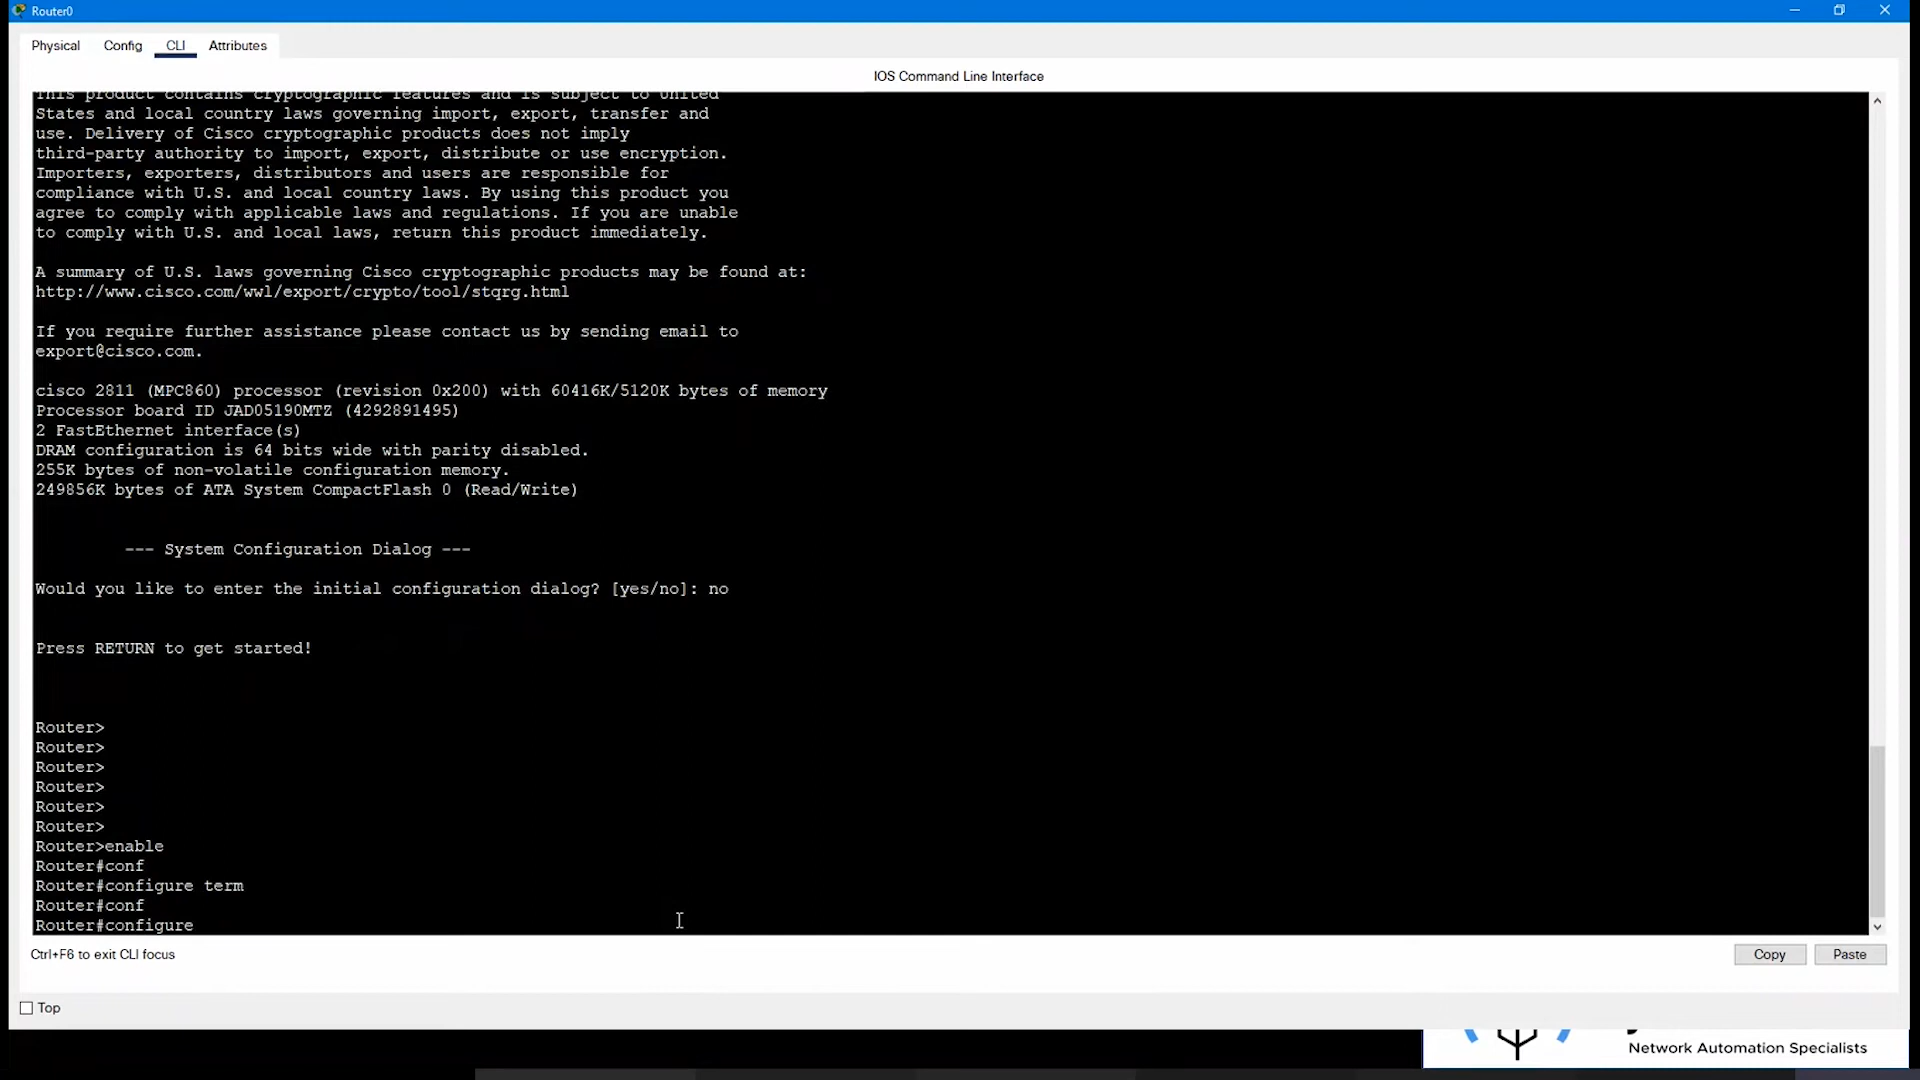 Router0
Physical Config CLI Attributes
IOS Command Line Interface
This product contains cryptographic features and is subject to United
States and local country laws governing import, export, transfer and
use. Delivery of Cisco cryptographic products does not imply
third-party authority to import, export, distribute or use encryption.
Importers, exporters, distributors and users are responsible for
compliance with U.S. and local country laws. By using this product you
agree to comply with applicable laws and regulations. If you are unable
to comply with U.S. and local laws, return this product immediately.
A summary of U.S. laws governing Cisco cryptographic products may be found at:
http://www.cisco.com/wwl/export/crypto/tool/stqrg.html
If you require further assistance please contact us by sending email to
export@cisco.com.
cisco 2811 (MPC860) processor (revision 0x200) with 60416K/5120K bytes of memory
Processor board ID JAD05190MTZ (4292891495)
2 FastEthernet interface(s)
DRAM configuration is 64 bits wide with parity disabled.
255K bytes of non-volatile configuration memory.
249856K bytes of ATA System CompactFlash 0 (Read/Write)
--- System Configuration Dialog ---
Would you like to enter the initial configuration dialog? [yes/no]: no
Press RETURN to get started!
Router>
Router>
Router>
Router>
Router>
Router>
Router>enable
Router#conf
Router#configure term
Router#conf
Router#configure
Ctrl+F6 to exit CLI focus
Copy Paste
Top
Network Automation Specialists